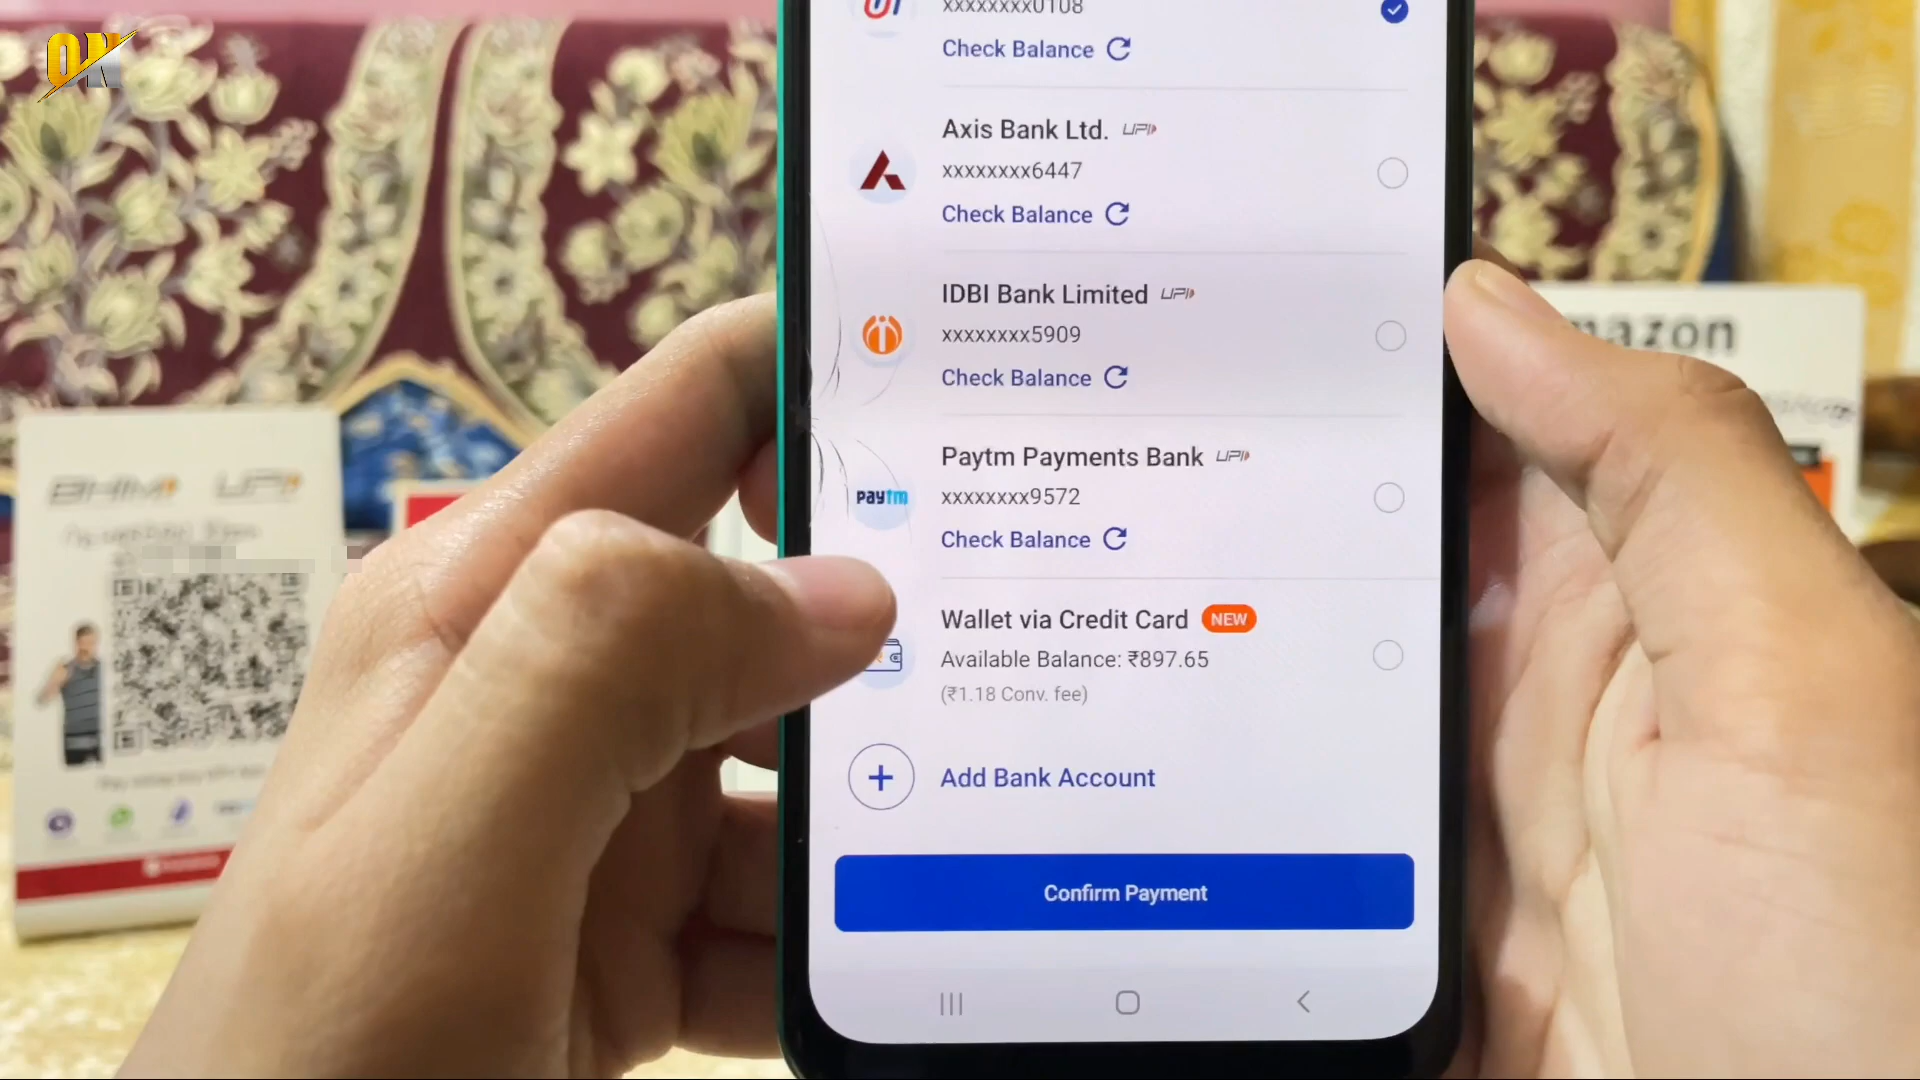 ON
xxxxxxxx0108
Check Balance
Axis Bank Ltd. UPI
xxxxxxxx6447
Check Balance
IDBI Bank Limited UPI
xxxxxxxx5909
Check Balance
Paytm Payments Bank UPI
paytm
xxxxxxxx9572
Check Balance
Wallet via Credit Card NEW
Available Balance: ₹897.65
(₹1.18 Conv. fee)
+ Add Bank Account
Confirm Payment
BHIM UPI
mazon